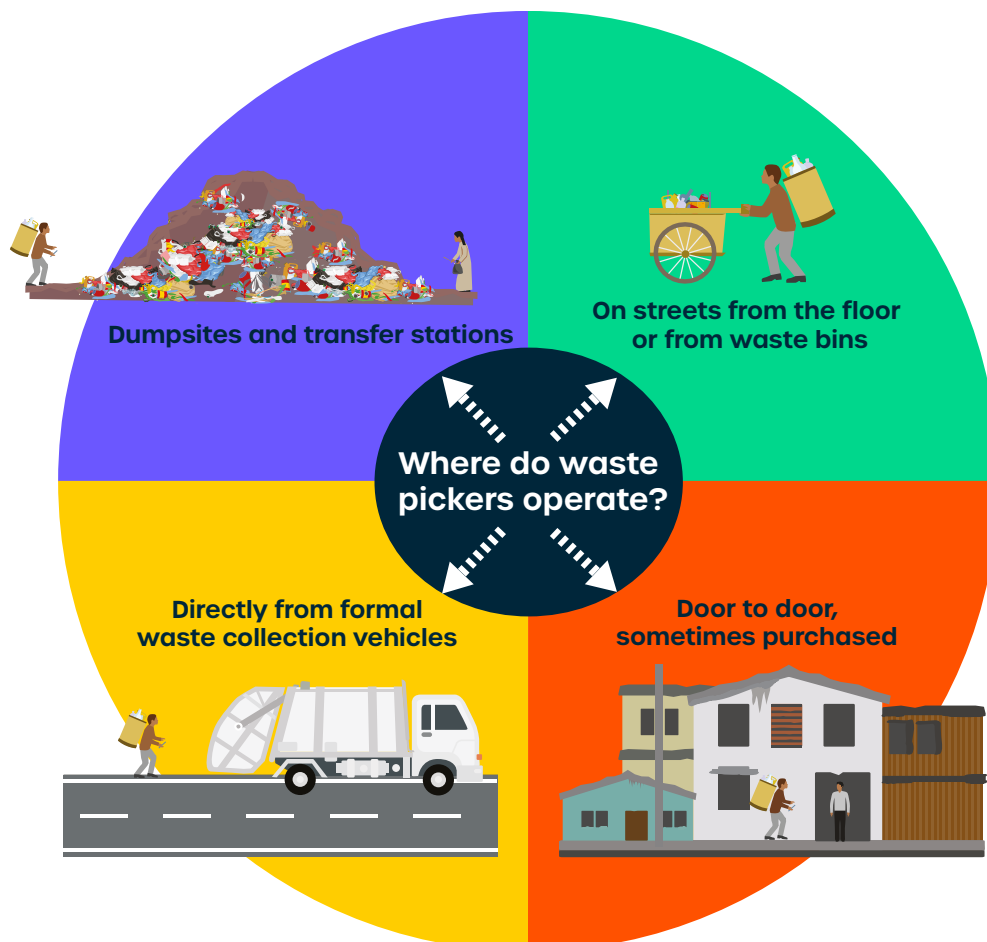 Dumpsites and transfer stations
On streets from the floor
or from waste bins
Where do waste
pickers operate?
Directly from formal
waste collection vehicles
Door to door,
sometimes purchased